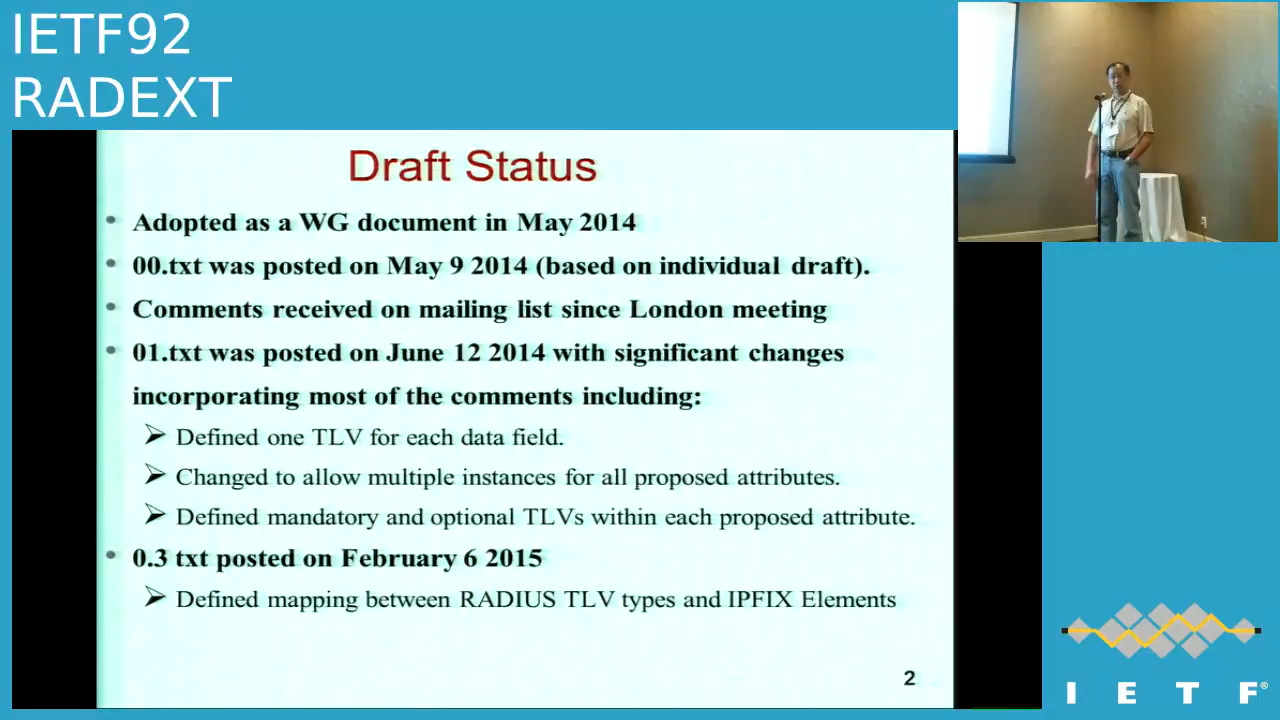 IETF92
RADEXT
Draft Status
• Adopted as a WG document in May 2014
• 00.txt was posted on May 9 2014 (based on individual draft).
• Comments received on mailing list since London meeting
• 01.txt was posted on June 12 2014 with significant changes
incorporating most of the comments including:
➢ Defined one TLV for each data field.
➢ Changed to allow multiple instances for all proposed attributes.
➢ Defined mandatory and optional TLVs within each proposed attribute.
• 0.3 txt posted on February 6 2015
➢ Defined mapping between RADIUS TLV types and IPFIX Elements
2
I E T F®